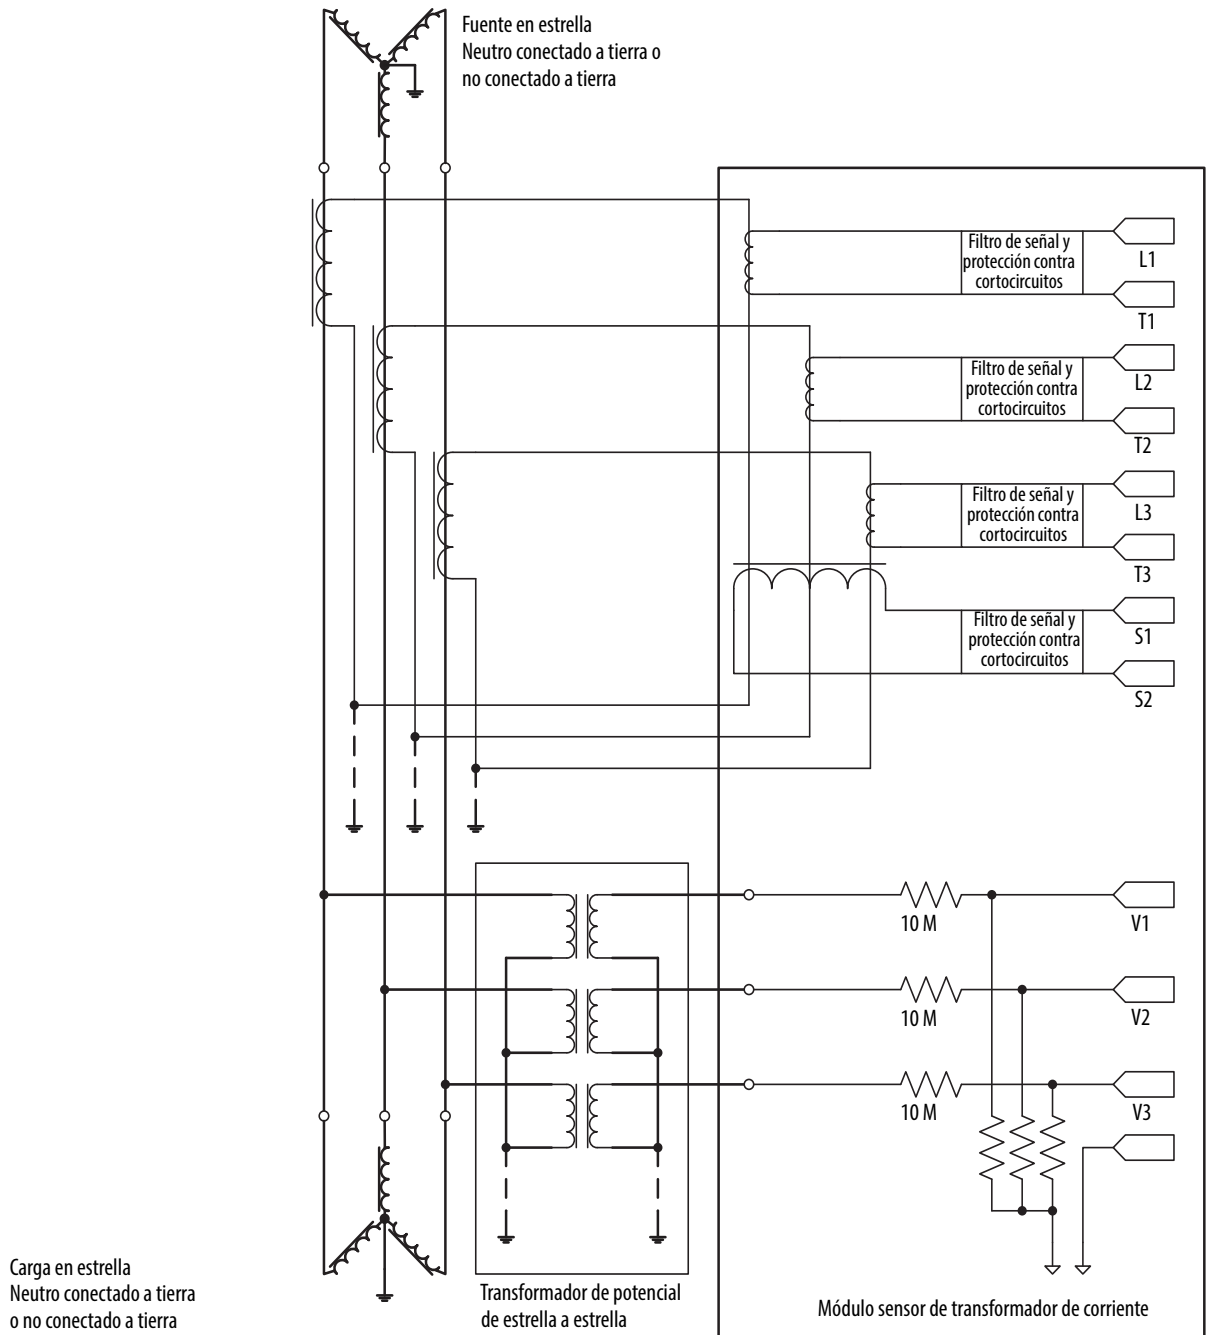 Fuente en estrella
Neutro conectado a tierra o
no conectado a tierra
Filtro de señal y
protección contra
cortocircuitos
L1
T1
Filtro de señal y
protección contra
cortocircuitos
L2
T2
Filtro de señal y
protección contra
cortocircuitos
L3
T3
Filtro de señal y
protección contra
cortocircuitos
S1
S2
10 M
V1
10 M
V2
10 M
V3
Carga en estrella
Neutro conectado a tierra
o no conectado a tierra
Transformador de potencial
de estrella a estrella
Módulo sensor de transformador de corriente